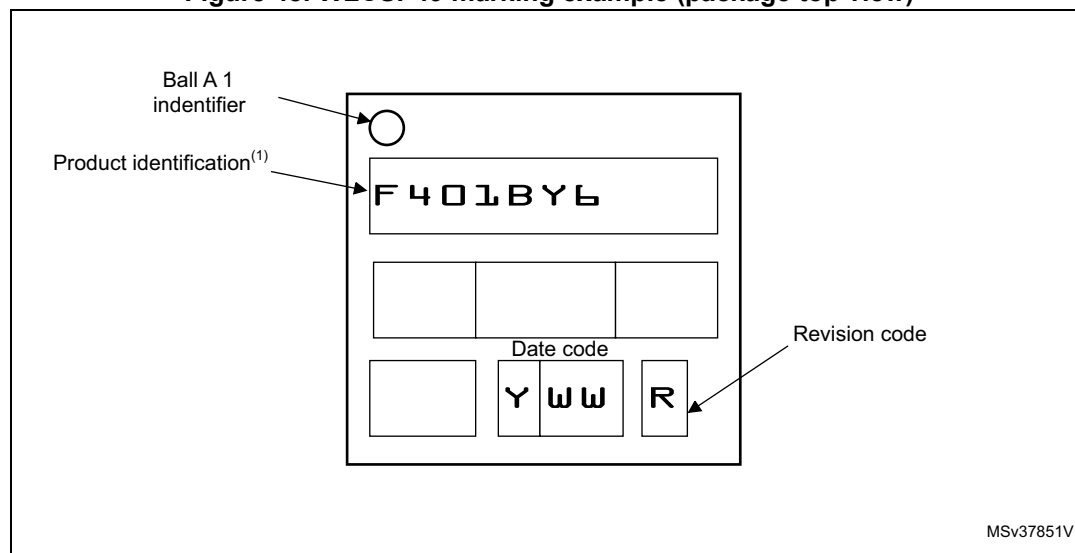 Ball A 1
indentifier
Product identification(1)
F401BY6
Date code
Y WW R
Revision code
MSv37851V